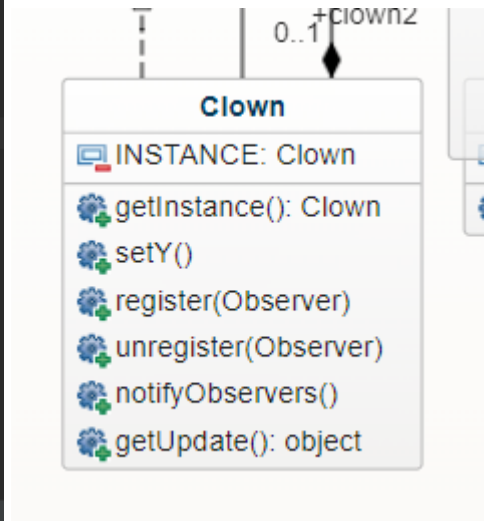 +clown2
0..1
Clown
INSTANCE: Clown
getInstance(): Clown
setY()
register(Observer)
unregister(Observer)
notifyObservers()
getUpdate(): object